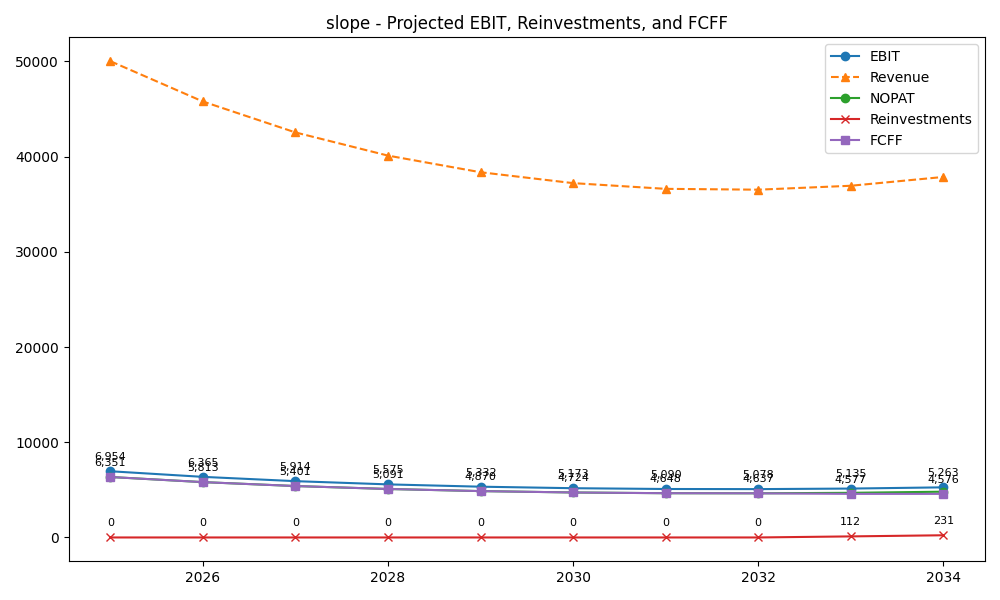 slope - Projected EBIT, Reinvestments, and FCFF
EBIT
Revenue
NOPAT
Reinvestments
FCFF
50000
40000
30000
20000
10000
0
6,954 6,365 5,914 5,575 5,332 5,173 5,090 5,078 5,135 5,263
6,351 5,813 5,401 5,091 4,870 4,724 4,648 4,637 4,577 4,576
0 0 0 0 0 0 0 0 112 231
2026 2028 2030 2032 2034